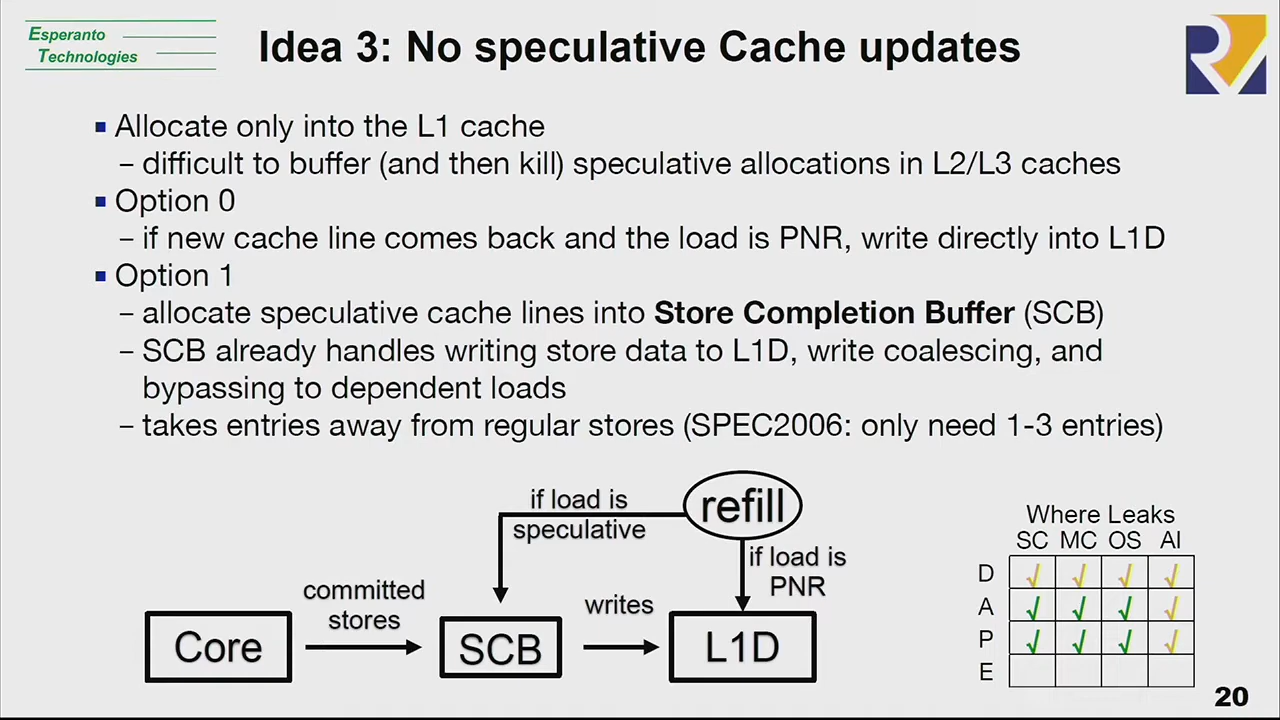 Esperanto
Technologies
Idea 3: No speculative Cache updates
RV
▪ Allocate only into the L1 cache
– difficult to buffer (and then kill) speculative allocations in L2/L3 caches
▪ Option 0
– if new cache line comes back and the load is PNR, write directly into L1D
▪ Option 1
– allocate speculative cache lines into Store Completion Buffer (SCB)
– SCB already handles writing store data to L1D, write coalescing, and
bypassing to dependent loads
– takes entries away from regular stores (SPEC2006: only need 1-3 entries)
if load is
speculative
refill
if load is
PNR
committed
stores
writes
Core
SCB
L1D
Where Leaks
SC MC OS AI
D √ √ √ √
A √ √ √ √
P √ √ √ √
E
20